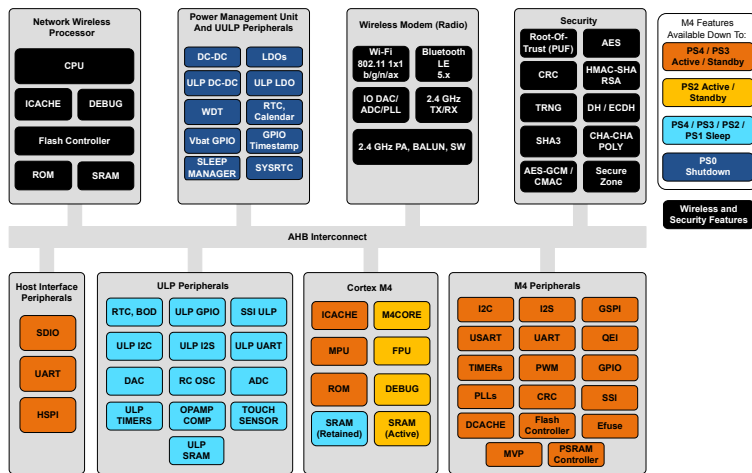 Network Wireless
Processor
CPU
ICACHE
DEBUG
Flash Controller
ROM
SRAM
Power Management Unit
And UULP Peripherals
DC-DC
LDOs
ULP DC-DC
ULP LDO
WDT
RTC,
Calendar
Vbat GPIO
GPIO
Timestamp
SLEEP
MANAGER
SYSRTC
Wireless Modem (Radio)
Wi-Fi
802.11 1x1
b/g/n/ax
Bluetooth
LE
5.x
IO DAC/
ADC/PLL
2.4 GHz
TX/RX
2.4 GHz PA, BALUN, SW
Security
Root-Of-
Trust (PUF)
AES
CRC
HMAC-SHA
RSA
TRNG
DH / ECDH
SHA3
CHA-CHA
POLY
AES-GCM /
CMAC
Secure
Zone
M4 Features
Available Down To:
PS4 / PS3
Active / Standby
PS2 Active /
Standby
PS4 / PS3 / PS2 /
PS1 Sleep
PS0
Shutdown
Wireless and
Security Features
AHB Interconnect
Host Interface
Peripherals
SDIO
UART
HSPI
ULP Peripherals
RTC, BOD
ULP GPIO
SSI ULP
ULP I2C
ULP I2S
ULP UART
DAC
RC OSC
ADC
ULP
TIMERS
OPAMP
COMP
TOUCH
SENSOR
ULP
SRAM
Cortex M4
ICACHE
M4CORE
MPU
FPU
ROM
DEBUG
SRAM
(Retained)
SRAM
(Active)
M4 Peripherals
I2C
I2S
GSPI
USART
UART
QEI
TIMERs
PWM
GPIO
PLLs
CRC
SSI
DCACHE
Flash
Controller
Efuse
MVP
PSRAM
Controller